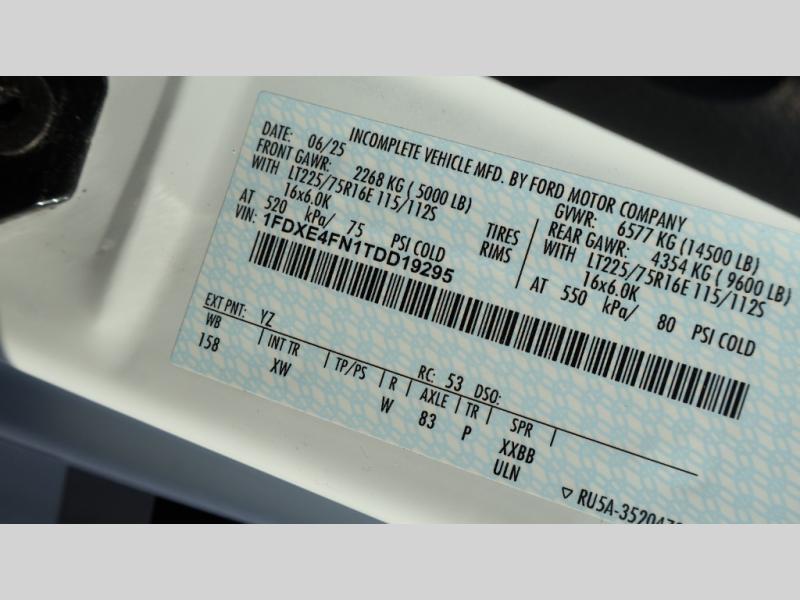 INCOMPLETE VEHICLE MFD. BY FORD MOTOR COMPANY
DATE: 06/25 GVWR: 6577 KG (14500 LB)
FRONT GAWR: 2268 KG ( 5000 LB) REAR GAWR: 4354 KG ( 9600 LB)
WITH LT225/75R16E 115/112S TIRES WITH LT225/75R16E 115/112S
16x6.0K RIMS 16x6.0K
AT 520 kPa/ 75 PSI COLD AT 550 kPa/ 80 PSI COLD
VIN: 1FDXE4FN1TDD19295
EXT PNT: YZ RC: 53 DSO:
WB INT TR TP/PS R AXLE TR SPR
158 XW W 83 P XXBB
ULN